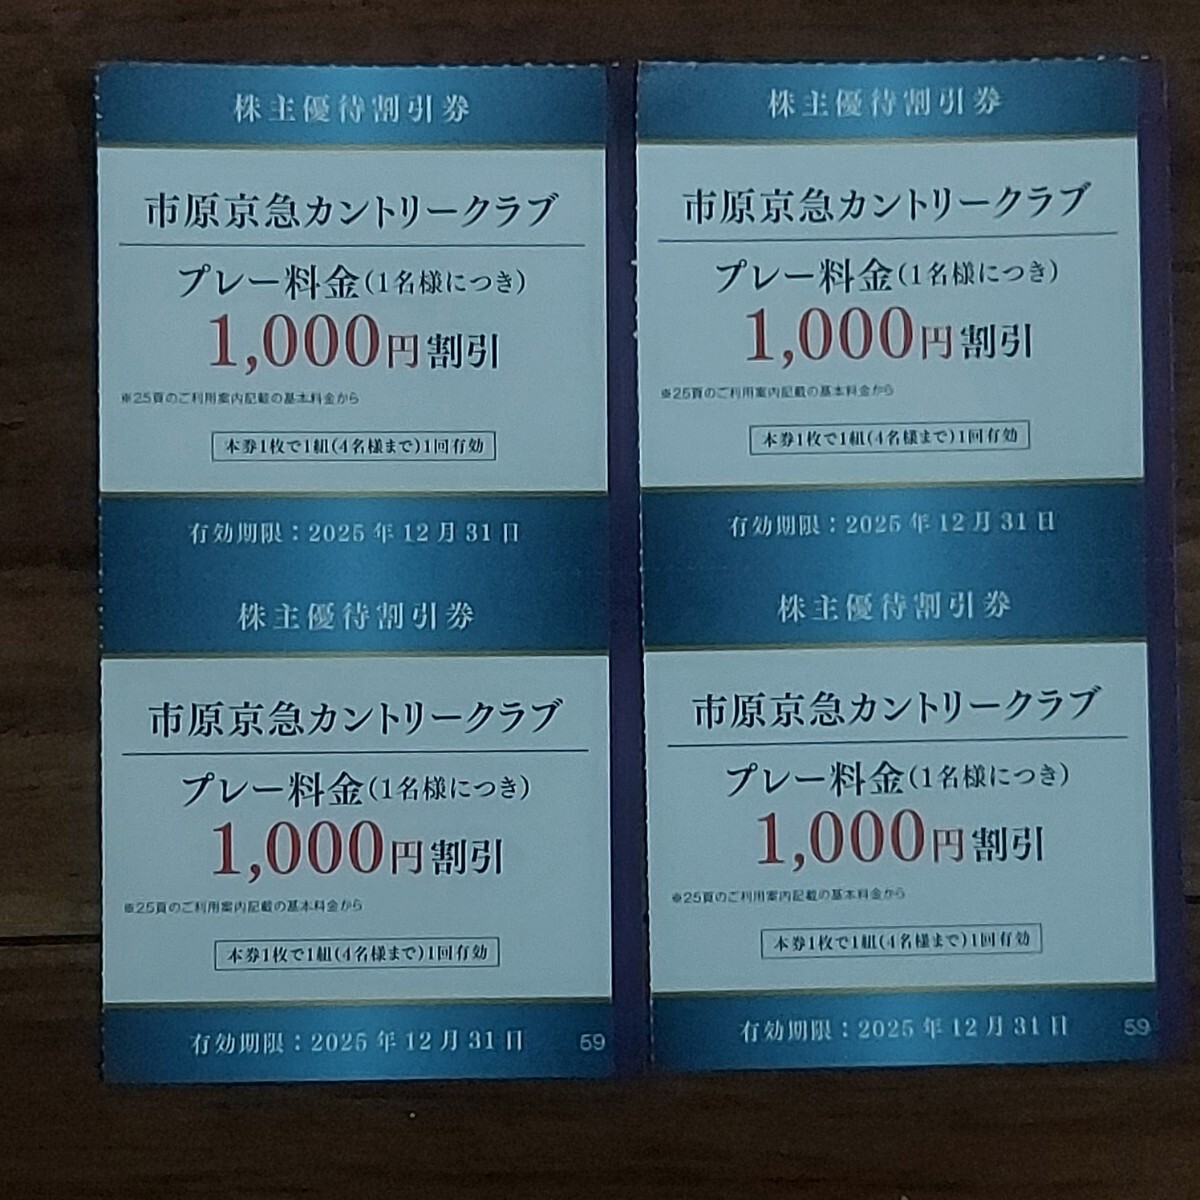 株主優待割引券
市原京急カントリークラブ
プレー料金(1名様につき)
1,000円割引
※25頁のご利用案内記載の基本料金から
本券1枚で1組(4名様まで)1回有効
有効期限：2025年12月31日
株主優待割引券
市原京急カントリークラブ
プレー料金(1名様につき)
1,000円割引
※25頁のご利用案内記載の基本料金から
本券1枚で1組(4名様まで)1回有効
有効期限：2025年12月31日
59
株主優待割引券
市原京急カントリークラブ
プレー料金(1名様につき)
1,000円割引
※25頁のご利用案内記載の基本料金から
本券1枚で1組(4名様まで)1回有効
有効期限：2025年12月31日
株主優待割引券
市原京急カントリークラブ
プレー料金(1名様につき)
1,000円割引
※25頁のご利用案内記載の基本料金から
本券1枚で1組(4名様まで)1回有効
有効期限：2025年12月31日
59